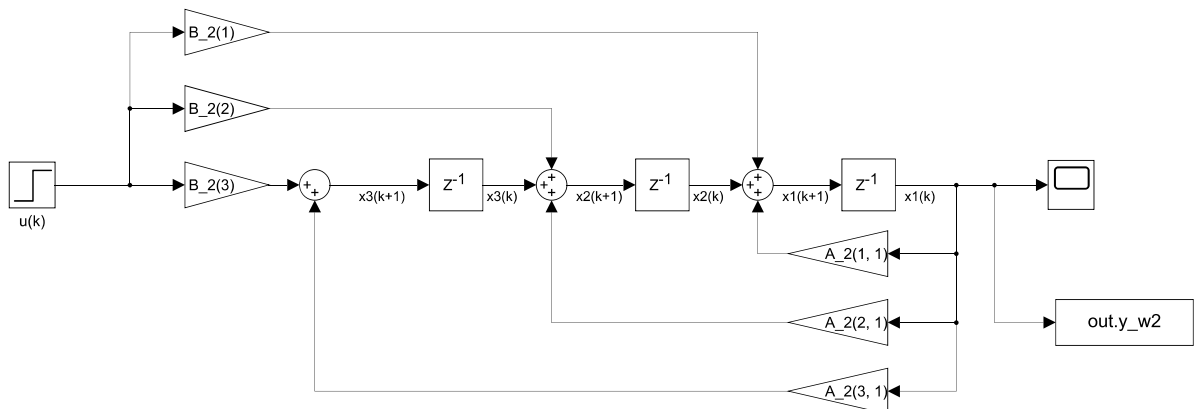 B_2(1)
B_2(2)
B_2(3)
u(k)
+
+
x3(k+1)
z-1
x3(k)
+
+
+
x2(k+1)
z-1
x2(k)
+
+
+
x1(k+1)
z-1
x1(k)
A_2(1, 1)
A_2(2, 1)
out.y_w2
A_2(3, 1)